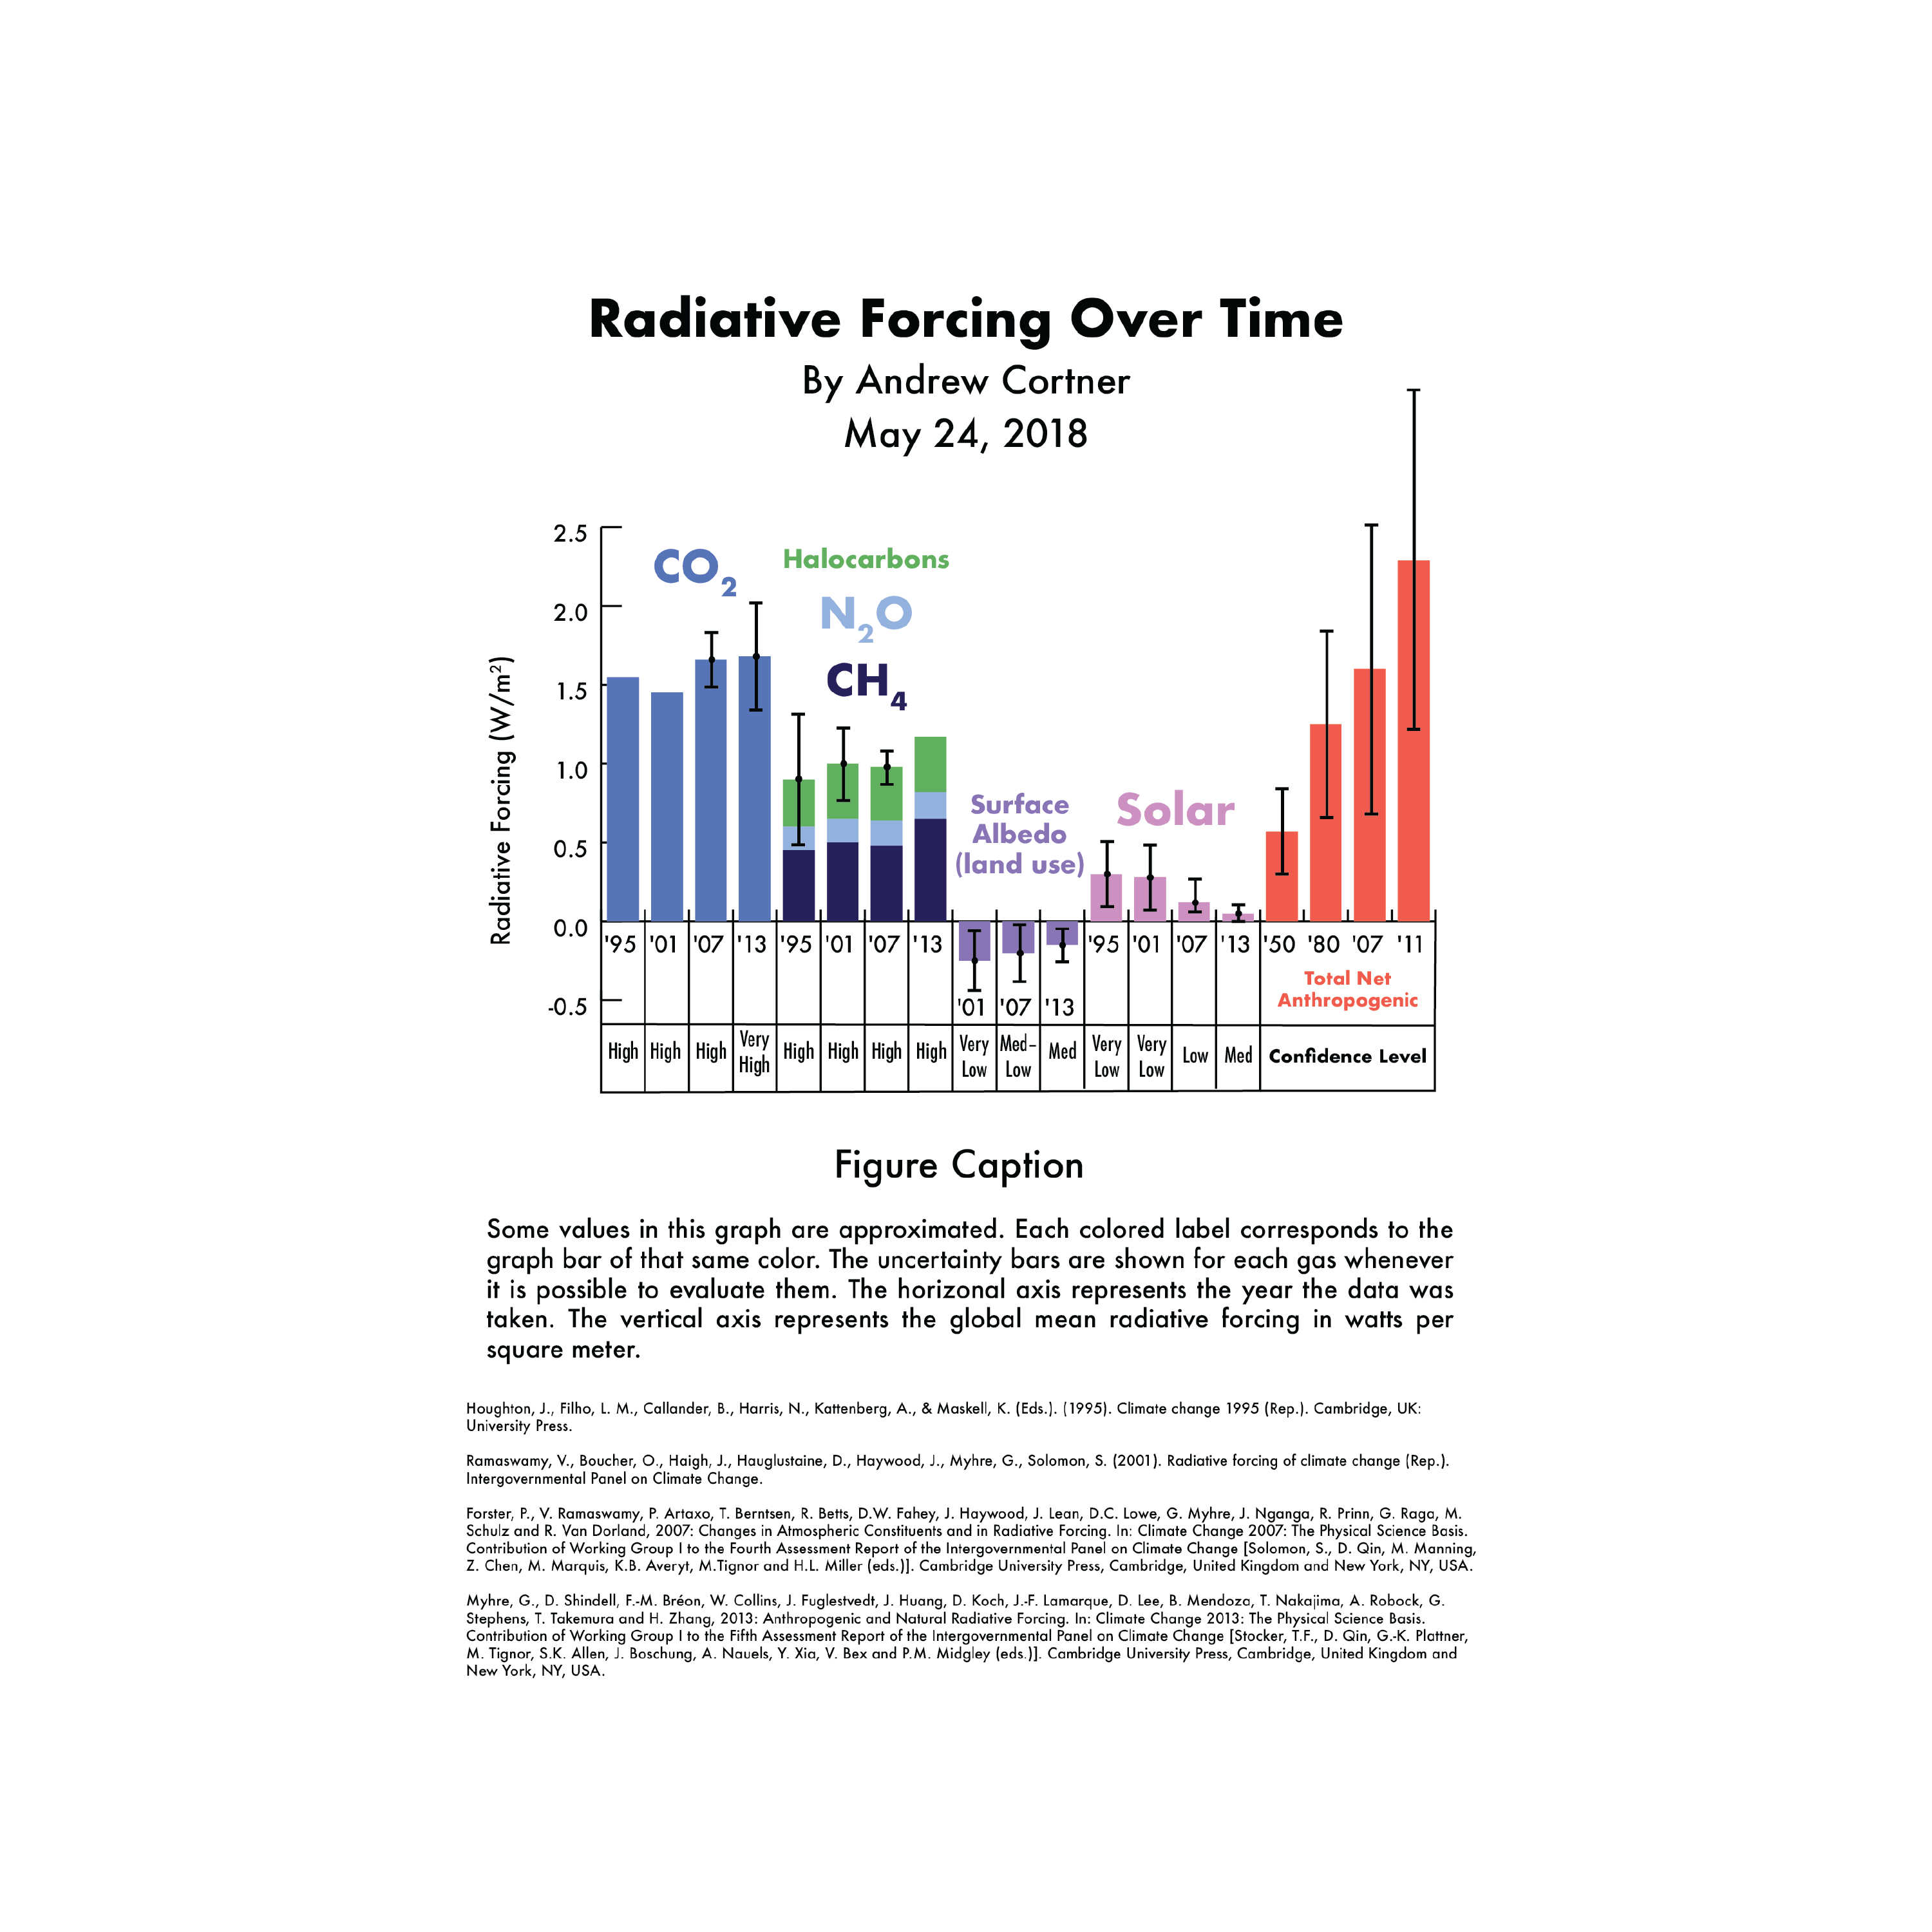 Radiative Forcing Over Time
By Andrew Cortner
May 24, 2018
Radiative Forcing (W/m²)
2.5
2.0
1.5
1.0
0.5
0.0
-0.5
CO₂
Halocarbons
N₂O
CH₄
Surface
Albedo
(land use)
Solar
'95 '01 '07 '13 '95 '01 '07 '13 '95 '01 '07 '13 '50 '80 '07 '11
'01 '07 '13
Total Net
Anthropogenic
High High High Very High High High High High Very Low Med-Low Med Very Low Very Low Low Med Confidence Level
Figure Caption
Some values in this graph are approximated. Each colored label corresponds to the
graph bar of that same color. The uncertainty bars are shown for each gas whenever
it is possible to evaluate them. The horizonal axis represents the year the data was
taken. The vertical axis represents the global mean radiative forcing in watts per
square meter.
Houghton, J., Filho, L. M., Callander, B., Harris, N., Kattenberg, A., & Maskell, K. (Eds.). (1995). Climate change 1995 (Rep.). Cambridge, UK:
University Press.
Ramaswamy, V., Boucher, O., Haigh, J., Hauglustaine, D., Haywood, J., Myhre, G., Solomon, S. (2001). Radiative forcing of climate change (Rep.).
Intergovernmental Panel on Climate Change.
Forster, P., V. Ramaswamy, P. Artaxo, T. Berntsen, R. Betts, D.W. Fahey, J. Haywood, J. Lean, D.C. Lowe, G. Myhre, J. Nganga, R. Prinn, G. Raga, M.
Schulz and R. Van Dorland, 2007: Changes in Atmospheric Constituents and in Radiative Forcing. In: Climate Change 2007: The Physical Science Basis.
Contribution of Working Group I to the Fourth Assessment Report of the Intergovernmental Panel on Climate Change [Solomon, S., D. Qin, M. Manning,
Z. Chen, M. Marquis, K.B. Averyt, M.Tignor and H.L. Miller (eds.)]. Cambridge University Press, Cambridge, United Kingdom and New York, NY, USA.
Myhre, G., D. Shindell, F.-M. Bréon, W. Collins, J. Fuglestvedt, J. Huang, D. Koch, J.-F. Lamarque, D. Lee, B. Mendoza, T. Nakajima, A. Robock, G.
Stephens, T. Takemura and H. Zhang, 2013: Anthropogenic and Natural Radiative Forcing. In: Climate Change 2013: The Physical Science Basis.
Contribution of Working Group I to the Fifth Assessment Report of the Intergovernmental Panel on Climate Change [Stocker, T.F., D. Qin, G.-K. Plattner,
M. Tignor, S.K. Allen, J. Boschung, A. Nauels, Y. Xia, V. Bex and P.M. Midgley (eds.)]. Cambridge University Press, Cambridge, United Kingdom and
New York, NY, USA.